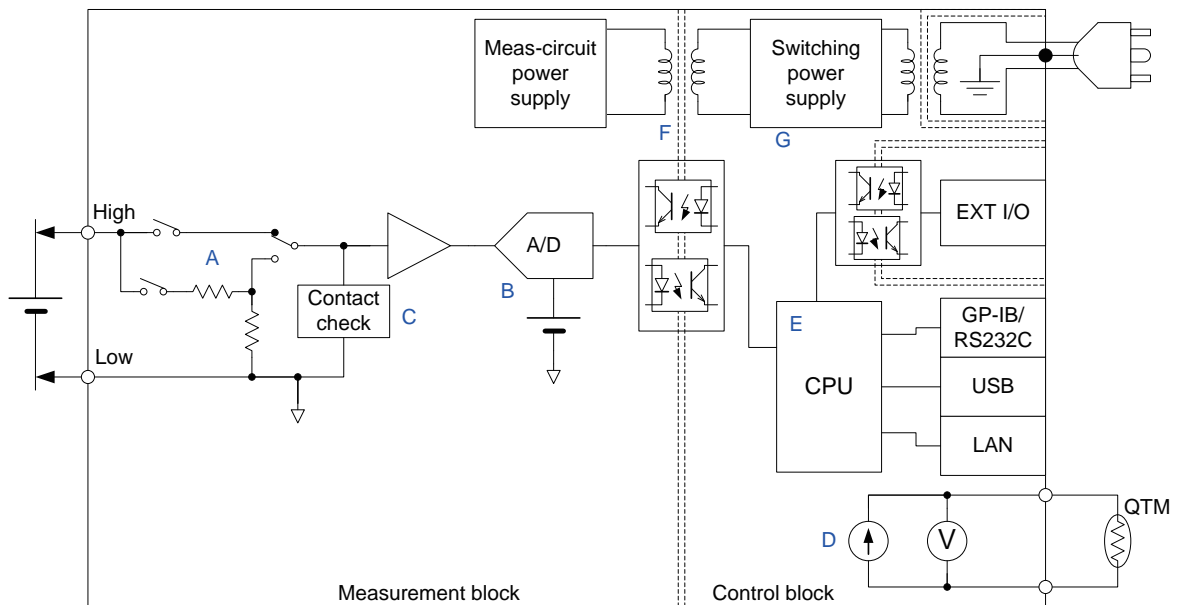 Meas-circuit
power
supply
Switching
power
supply
F
G
High
A
A/D
B
EXT I/O
Contact
check
C
E
CPU
GP-IB/
RS232C
USB
LAN
Low
D
V
QTM
Measurement block
Control block